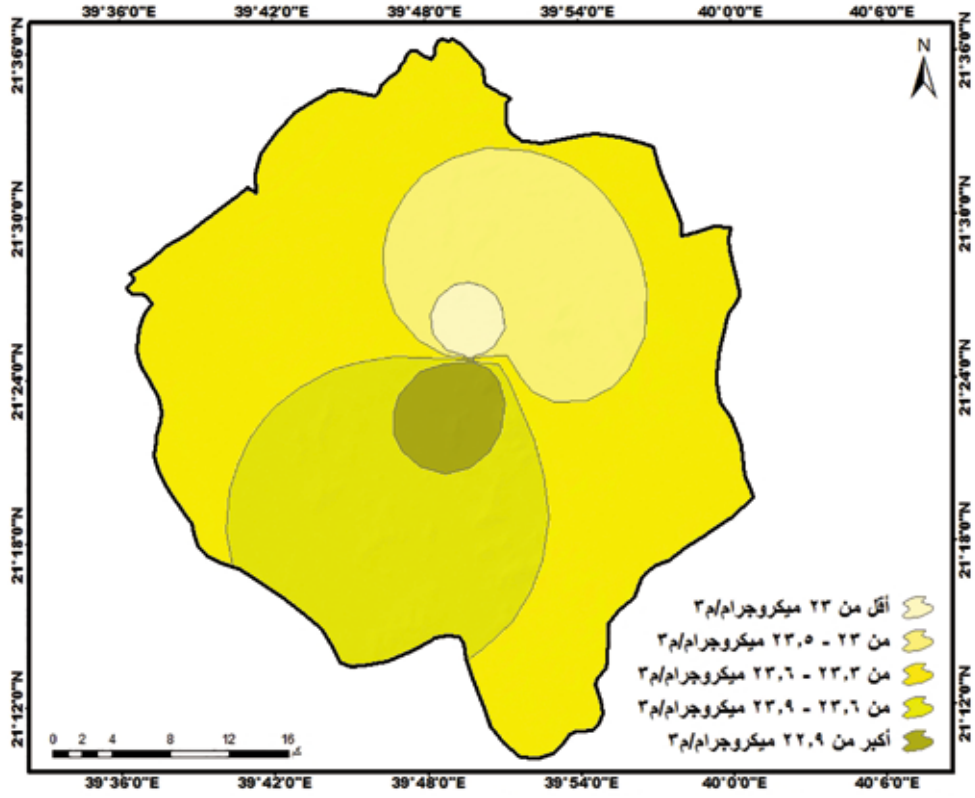 39°36'0"E 39°42'0"E 39°48'0"E 39°54'0"E 40°0'0"E 40°6'0"E
N
21°36'0"N 21°36'0"N
21°30'0"N 21°30'0"N
21°24'0"N 21°24'0"N
21°18'0"N 21°18'0"N
21°12'0"N 21°12'0"N
أقل من ٢٣ ميكروجرام/م٣
من ٢٣ - ٢٣,٥ ميكروجرام/م٣
من ٢٣,٣ - ٢٣,٦ ميكروجرام/م٣
من ٢٣,٦ - ٢٣,٩ ميكروجرام/م٣
أكبر من ٢٢,٩ ميكروجرام/م٣
0 2 4 8 12 16
39°36'0"E 39°42'0"E 39°48'0"E 39°54'0"E 40°0'0"E 40°6'0"E